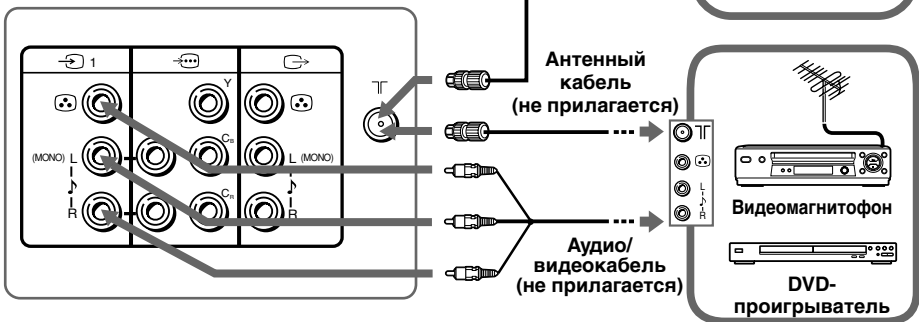 1
Y
(MONO) L
R
CB
CR
L (MONO)
R
Антенный
кабель
(не прилагается)
Аудио/
видеокабель
(не прилагается)
L
R
Видеомагнитофон
DVD-
проигрыватель